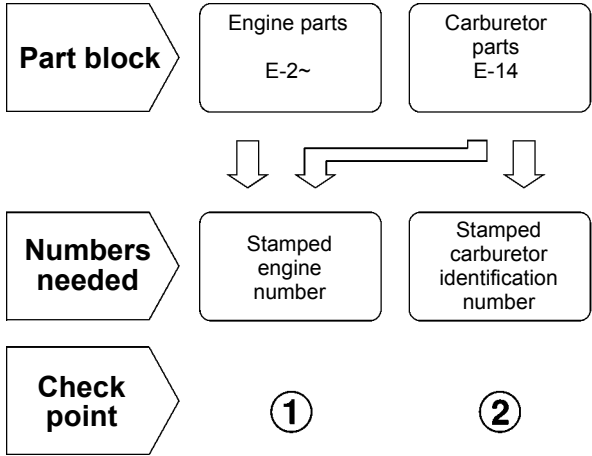 Part block
Engine parts
E-2~
Carburetor
parts
E-14
Numbers
needed
Stamped
engine
number
Stamped
carburetor
identification
number
Check
point
①
②